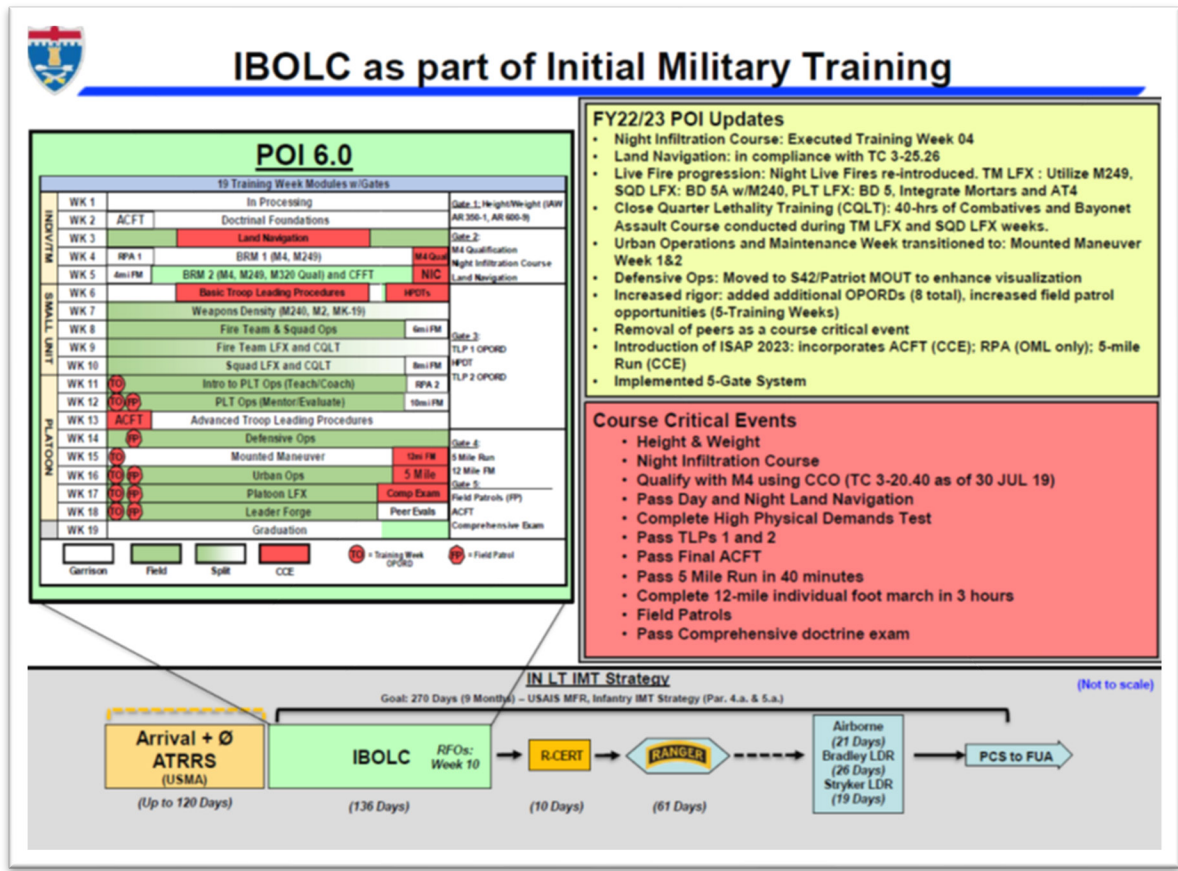 IBOLC as part of Initial Military Training
POI 6.0
19 Training Week Modules w/Gates
INDIV/TM
WK 1 In Processing
WK 2 ACFT Doctrinal Foundations
WK 3 Land Navigation
WK 4 RPA 1 BRM 1 (M4, M249) M4 Qual
WK 5 4mi FM BRM 2 (M4, M249, M320 Qual) and CFFT NIC
SMALL UNIT
WK 6 Basic Troop Leading Procedures HPDTs
WK 7 Weapons Density (M240, M2, MK-19)
WK 8 Fire Team & Squad Ops 6mi FM
WK 9 Fire Team LFX and CQLT
WK 10 Squad LFX and CQLT 8mi FM
PLATOON
WK 11 TO Intro to PLT Ops (Teach/Coach) RPA 2
WK 12 TO FP PLT Ops (Mentor/Evaluate) 10mi FM
WK 13 ACFT Advanced Troop Leading Procedures
WK 14 FP Defensive Ops
WK 15 TO Mounted Maneuver 12mi FM
WK 16 TO FP Urban Ops 5 Mile
WK 17 TO FP Platoon LFX Comp Exam
WK 18 TO FP Leader Forge Peer Evals
WK 19 Graduation
Gate 1: Height/Weight (IAW
AR 350-1, AR 600-9)
Gate 2:
M4 Qualification
Night Infiltration Course
Land Navigation
Gate 3:
TLP 1 OPORD
HPDT
TLP 2 OPORD
Gate 4:
5 Mile Run
12 Mile FM
Gate 5:
Field Patrols (FP)
ACFT
Comprehensive Exam
Garrison Field Split CCE
TO = Training Week
OPORD
FP = Field Patrol
FY22/23 POI Updates
• Night Infiltration Course: Executed Training Week 04
• Land Navigation: in compliance with TC 3-25.26
• Live Fire progression: Night Live Fires re-introduced. TM LFX : Utilize M249,
SQD LFX: BD 5A w/M240, PLT LFX: BD 5, Integrate Mortars and AT4
• Close Quarter Lethality Training (CQLT): 40-hrs of Combatives and Bayonet
Assault Course conducted during TM LFX and SQD LFX weeks.
• Urban Operations and Maintenance Week transitioned to: Mounted Maneuver
Week 1&2
• Defensive Ops: Moved to S42/Patriot MOUT to enhance visualization
• Increased rigor: added additional OPORDs (8 total), increased field patrol
opportunities (5-Training Weeks)
• Removal of peers as a course critical event
• Introduction of ISAP 2023: incorporates ACFT (CCE); RPA (OML only); 5-mile
Run (CCE)
• Implemented 5-Gate System
Course Critical Events
• Height & Weight
• Night Infiltration Course
• Qualify with M4 using CCO (TC 3-20.40 as of 30 JUL 19)
• Pass Day and Night Land Navigation
• Complete High Physical Demands Test
• Pass TLPs 1 and 2
• Pass Final ACFT
• Pass 5 Mile Run in 40 minutes
• Complete 12-mile individual foot march in 3 hours
• Field Patrols
• Pass Comprehensive doctrine exam
IN LT IMT Strategy
Goal: 270 Days (9 Months) – USAIS MFR, Infantry IMT Strategy (Par. 4.a. & 5.a.)
(Not to scale)
Arrival + Ø
ATRRS
(USMA)
(Up to 120 Days)
IBOLC
RFOs:
Week 10
(136 Days)
R-CERT
(10 Days)
RANGER
(61 Days)
Airborne
(21 Days)
Bradley LDR
(26 Days)
Stryker LDR
(19 Days)
PCS to FUA